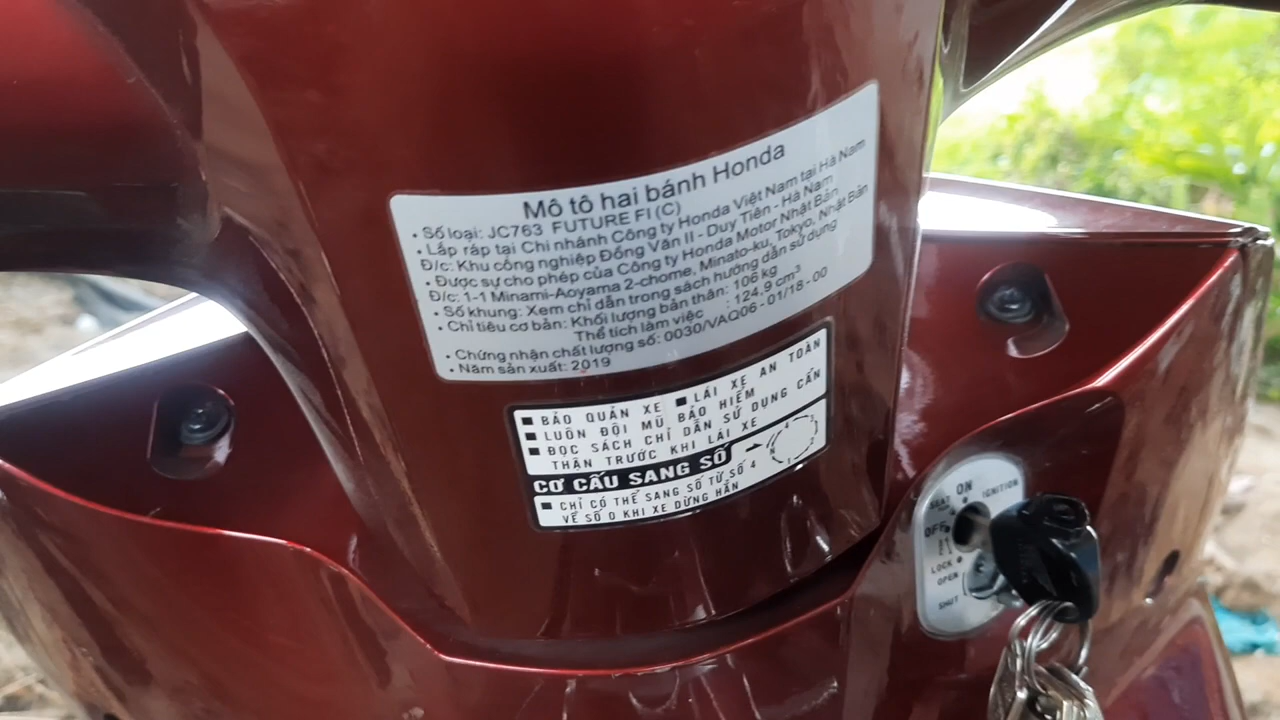 Mô tô hai bánh Honda
• Số loại: JC763 FUTURE FI (C)
• Lắp ráp tại Chi nhánh Công ty Honda Việt Nam tại Hà Nam
Đ/c: Khu công nghiệp Đồng Văn II - Duy Tiên - Hà Nam
• Được sự cho phép của Công ty Honda Motor Nhật Bản
Đ/c: 1-1 Minami-Aoyama 2-chome, Minato-ku, Tokyo, Nhật Bản
• Số khung: Xem chỉ dẫn trong sách hướng dẫn sử dụng
• Chỉ tiêu cơ bản: Khối lượng bản thân: 106 kg
Thể tích làm việc : 124.9 cm³
• Chứng nhận chất lượng số: 0030/VAQ06 - 01/18 - 00
• Năm sản xuất: 2019
■ BẢO QUẢN XE ■ LÁI XE AN TOÀN
■ LUÔN ĐỘI MŨ BẢO HIỂM
■ ĐỌC SÁCH CHỈ DẪN SỬ DỤNG CẨN
THẬN TRƯỚC KHI LÁI XE
CƠ CẤU SANG SỐ
N 1 2 3 4
■ CHỈ CÓ THỂ SANG SỐ TỪ SỐ 4
VỀ SỐ 0 KHI XE DỪNG HẲN
ON
SEAT
IGNITION
OFF
LOCK
OPEN
SHUT